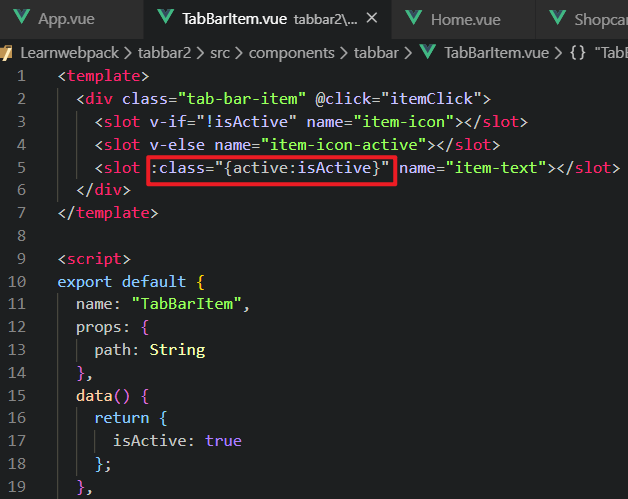 App.vue TabBarItem.vue tabbar2\... × Home.vue Shopcar
Learnwebpack > tabbar2 > src > components > tabbar > TabBarItem.vue > {} "TabB
1 <template>
2 <div class="tab-bar-item" @click="itemClick">
3 <slot v-if="!isActive" name="item-icon"></slot>
4 <slot v-else name="item-icon-active"></slot>
5 <slot :class="{active:isActive}" name="item-text"></slot>
6 </div>
7 </template>
8
9 <script>
10 export default {
11 name: "TabBarItem",
12 props: {
13 path: String
14 },
15 data() {
16 return {
17 isActive: true
18 };
19 },